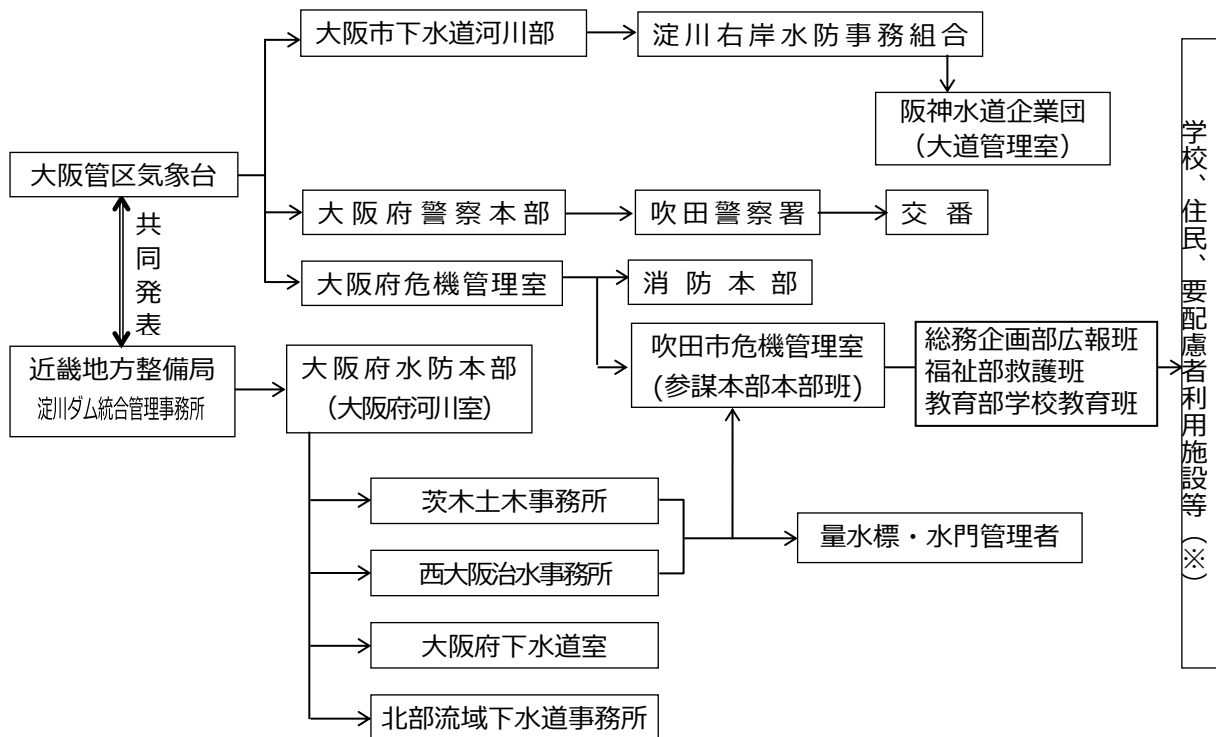 大阪市下水道河川部
淀川右岸水防事務組合
阪神水道企業団
（大道管理室）
大阪管区気象台
大阪府警察本部
吹田警察署
交番
共同発表
大阪府危機管理室
消防本部
近畿地方整備局
淀川ダム統合管理事務所
大阪府水防本部
（大阪府河川室）
吹田市危機管理室
(参謀本部本部班)
総務企画部広報班
福祉部救護班
教育部学校教育班
学校、住民、要配慮者利用施設等（※）
茨木土木事務所
西大阪治水事務所
量水標・水門管理者
大阪府下水道室
北部流域下水道事務所